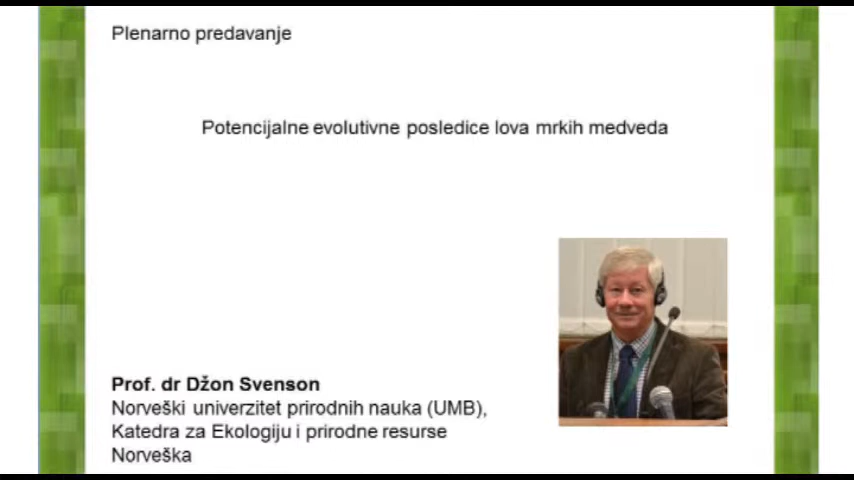 Plenarno predavanje
Potencijalne evolutivne posledice lova mrkih medveda
Prof. dr Džon Svenson
Norveški univerzitet prirodnih nauka (UMB),
Katedra za Ekologiju i prirodne resurse
Norveška